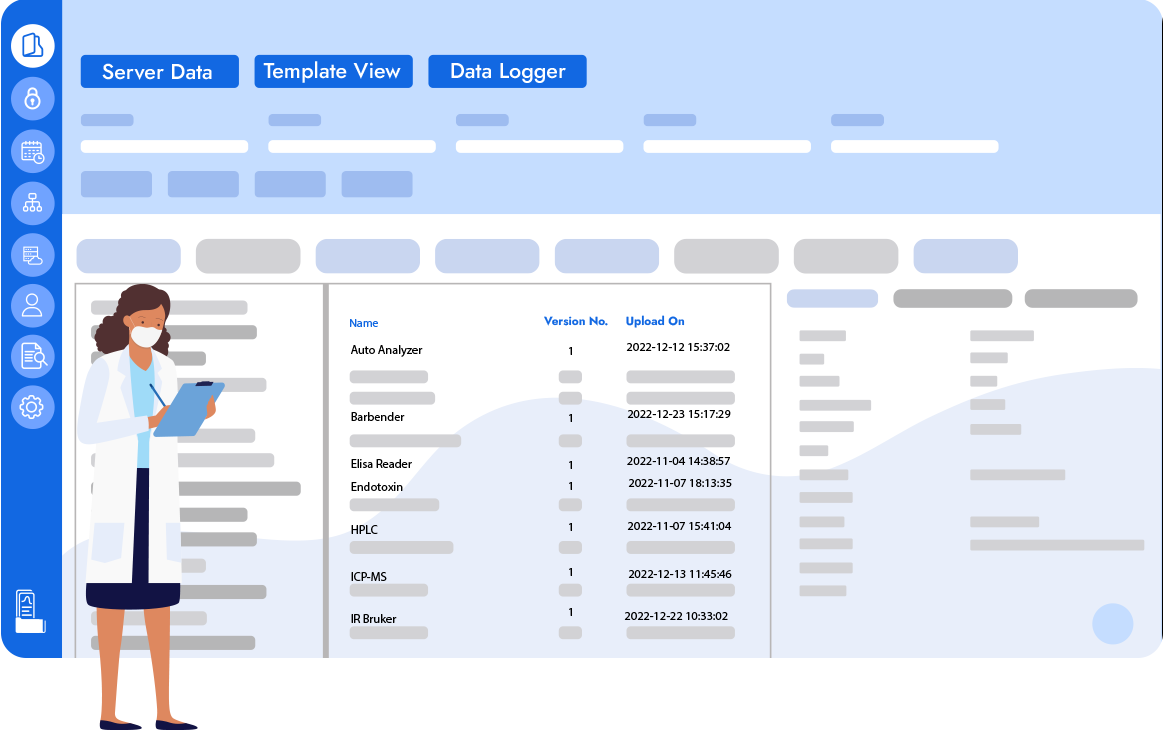 Server Data
Template View
Data Logger
Name Version No. Upload On
Auto Analyzer 1 2022-12-12 15:37:02
Barbender 1 2022-12-23 15:17:29
Elisa Reader 1 2022-11-04 14:38:57
Endotoxin 1 2022-11-07 18:13:35
HPLC 1 2022-11-07 15:41:04
ICP-MS 1 2022-12-13 11:45:46
IR Bruker 1 2022-12-22 10:33:02